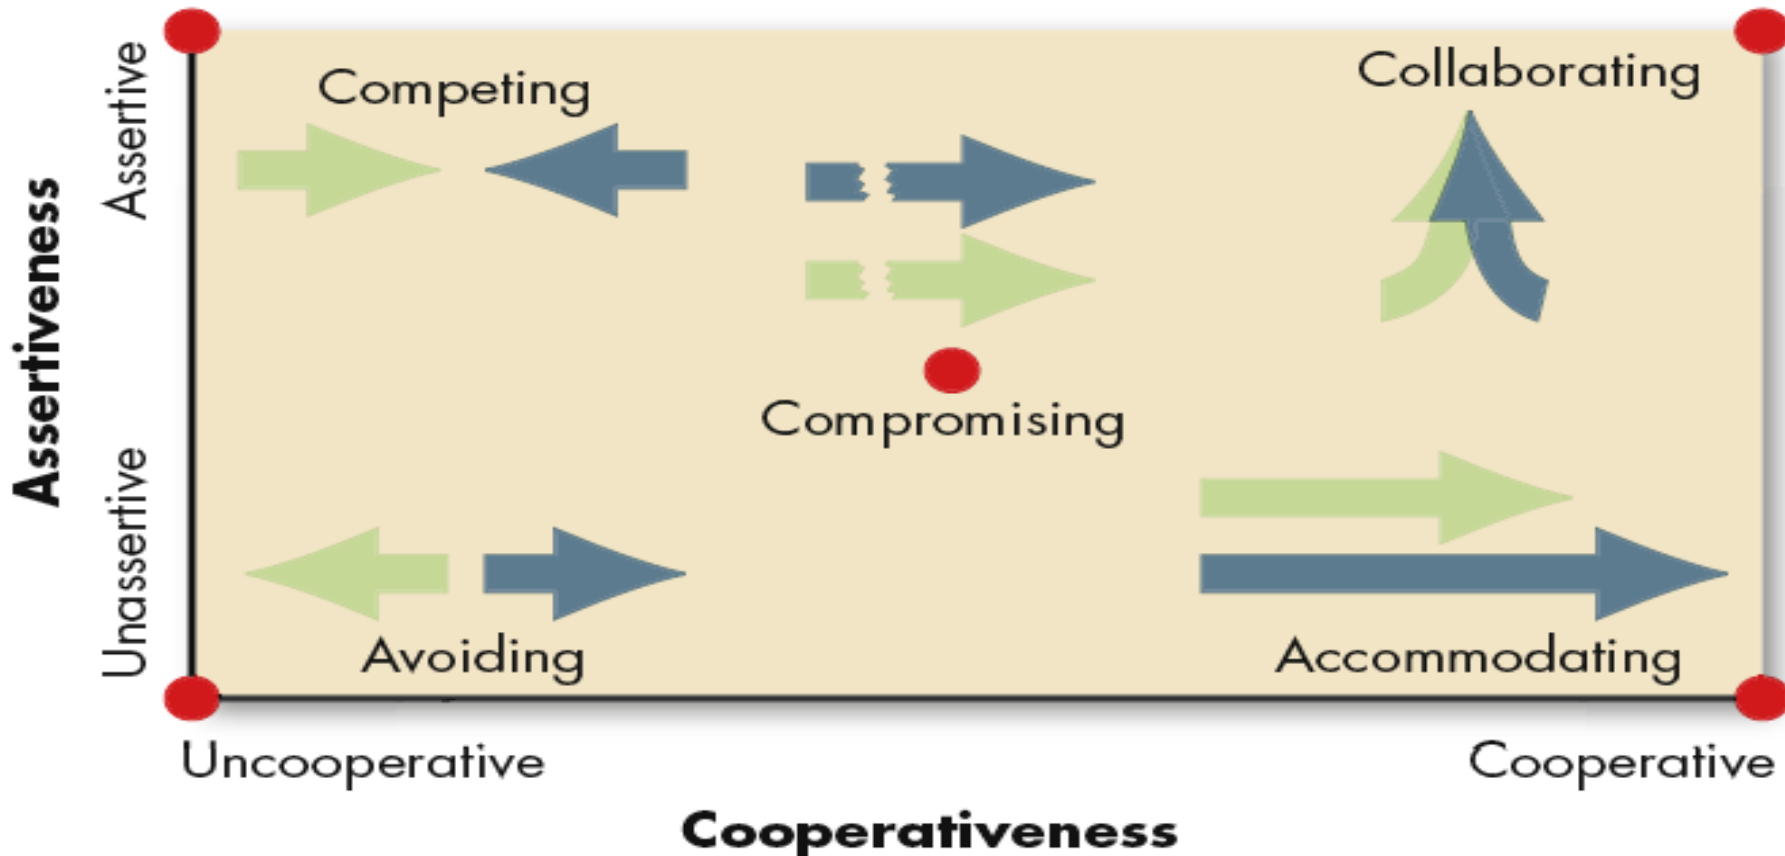 Assertiveness
Assertive
Unassertive
Competing
Collaborating
Compromising
Avoiding
Accommodating
Uncooperative
Cooperative
Cooperativeness